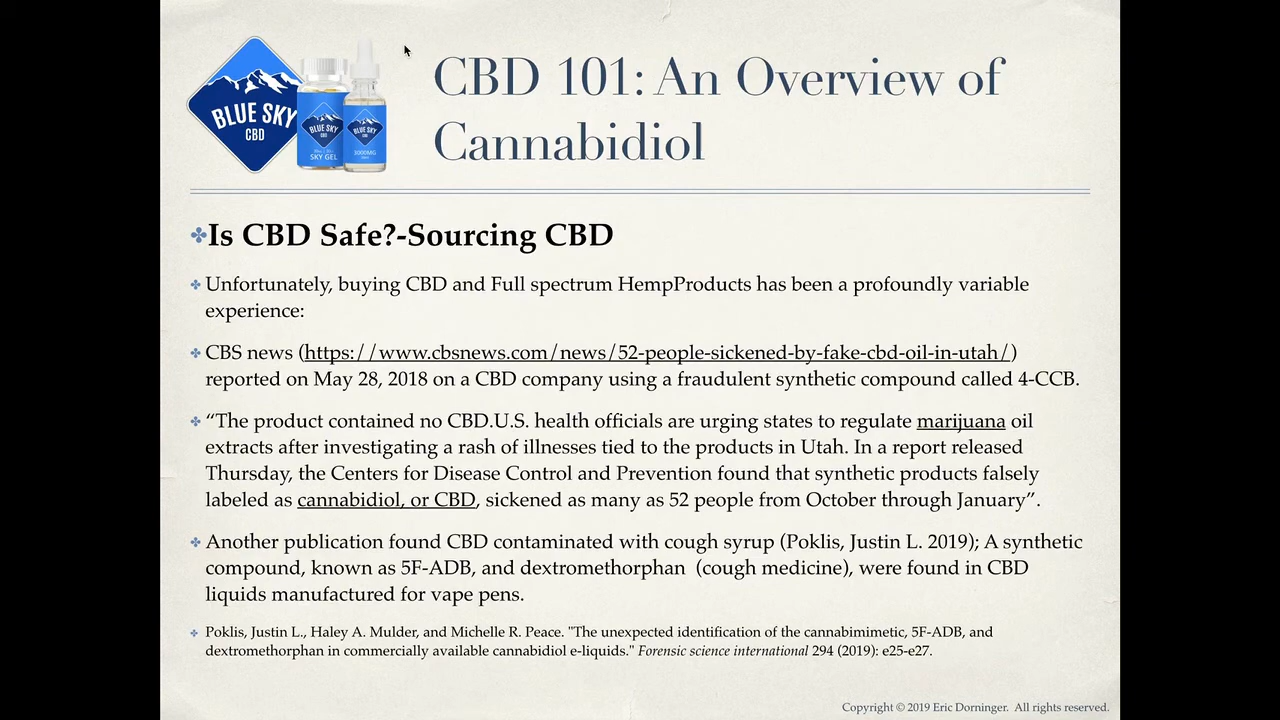 CBD 101: An Overview of
Cannabidiol
BLUE SKY
CBD
BLUE SKY
CBD
SKY GEL
BLUE SKY
CBD
3000MG
Is CBD Safe?-Sourcing CBD
Unfortunately, buying CBD and Full spectrum HempProducts has been a profoundly variable
experience:
CBS news (https://www.cbsnews.com/news/52-people-sickened-by-fake-cbd-oil-in-utah/)
reported on May 28, 2018 on a CBD company using a fraudulent synthetic compound called 4-CCB.
“The product contained no CBD.U.S. health officials are urging states to regulate marijuana oil
extracts after investigating a rash of illnesses tied to the products in Utah. In a report released
Thursday, the Centers for Disease Control and Prevention found that synthetic products falsely
labeled as cannabidiol, or CBD, sickened as many as 52 people from October through January”.
Another publication found CBD contaminated with cough syrup (Poklis, Justin L. 2019); A synthetic
compound, known as 5F-ADB, and dextromethorphan (cough medicine), were found in CBD
liquids manufactured for vape pens.
Poklis, Justin L., Haley A. Mulder, and Michelle R. Peace. "The unexpected identification of the cannabimimetic, 5F-ADB, and
dextromethorphan in commercially available cannabidiol e-liquids." Forensic science international 294 (2019): e25-e27.
Copyright © 2019 Eric Dorninger. All rights reserved.